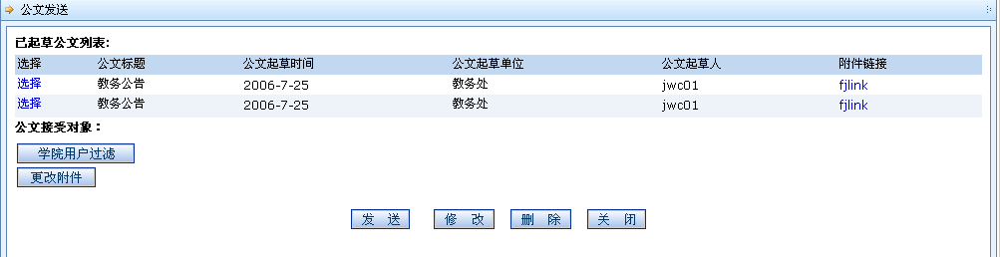 公文发送
已起草公文列表:
选择 公文标题 公文起草时间 公文起草单位 公文起草人 附件链接
选择 教务公告 2006-7-25 教务处 jwc01 fjlink
选择 教务公告 2006-7-25 教务处 jwc01 fjlink
公文接受对象：
学院用户过滤
更改附件
发 送 修 改 删 除 关 闭